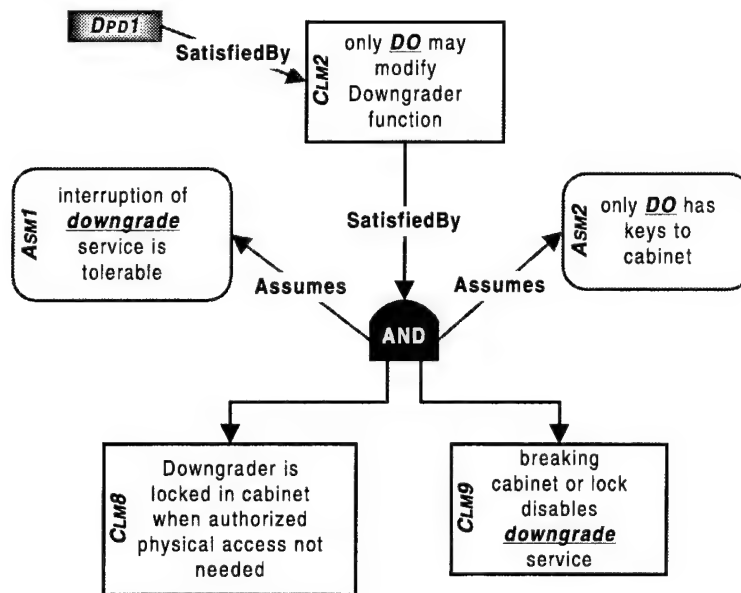 DPD1
SatisfiedBy
CLM2
only DO may
modify
Downgrader
function
ASM1
interruption of
downgrade
service is
tolerable
SatisfiedBy
ASM2
only DO has
keys to
cabinet
Assumes
Assumes
AND
CLM8
Downgrader is
locked in cabinet
when authorized
physical access not
needed
CLM9
breaking
cabinet or lock
disables
downgrade
service